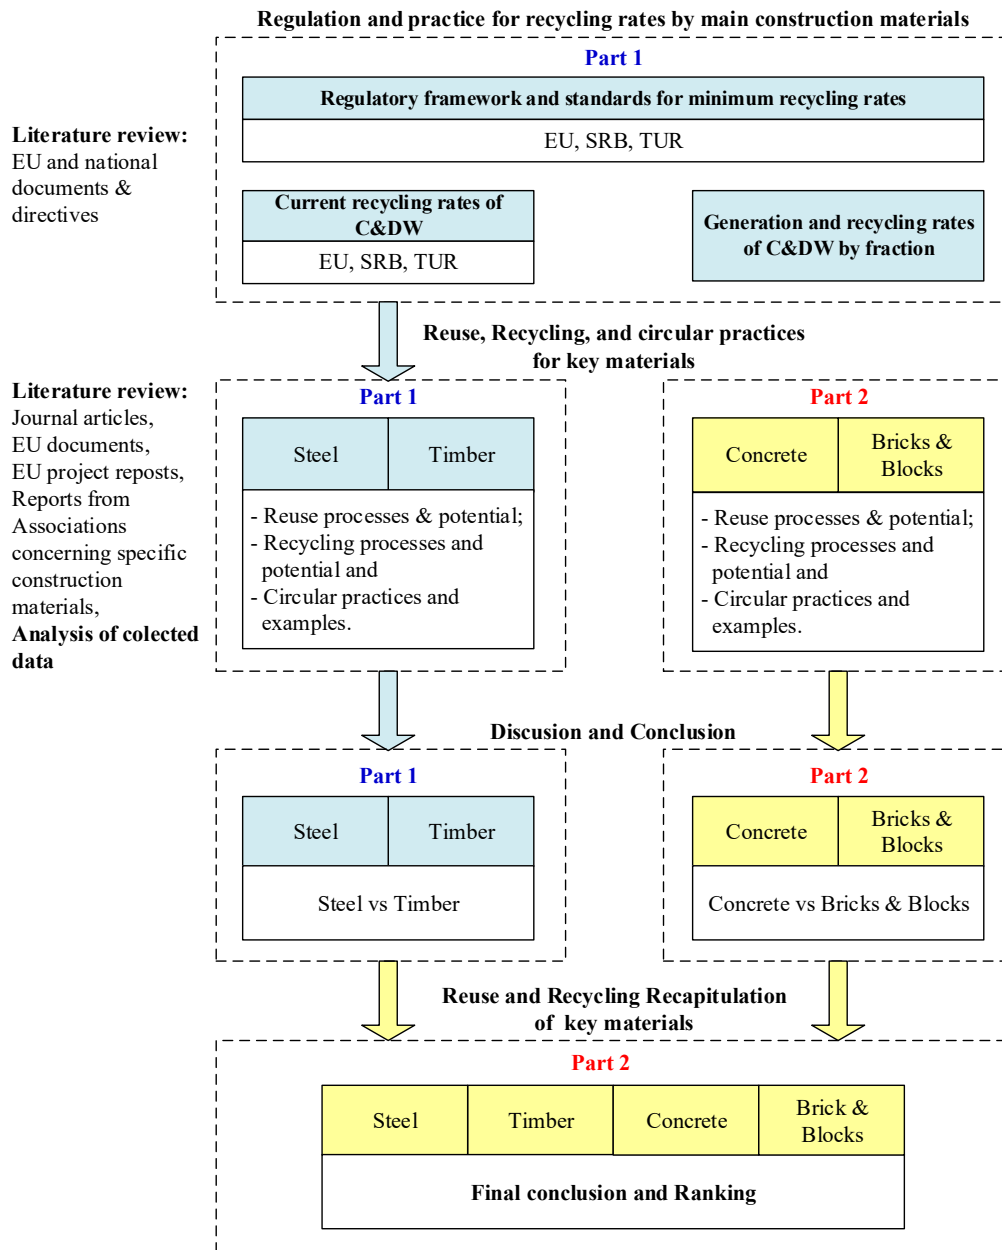 Regulation and practice for recycling rates by main construction materials
Part 1
Regulatory framework and standards for minimum recycling rates
EU, SRB, TUR
Literature review:
EU and national
documents &
directives
Current recycling rates of
C&DW
EU, SRB, TUR
Generation and recycling rates
of C&DW by fraction
Reuse, Recycling, and circular practices
for key materials
Literature review:
Journal articles,
EU documents,
EU project reposts,
Reports from
Associations
concerning specific
construction
materials,
Analysis of colected
data
Part 1
Steel
Timber
- Reuse processes & potential;
- Recycling processes and
potential and
- Circular practices and
examples.
Part 2
Concrete
Bricks &
Blocks
- Reuse processes & potential;
- Recycling processes and
potential and
- Circular practices and
examples.
Discusion and Conclusion
Part 1
Steel
Timber
Steel vs Timber
Part 2
Concrete
Bricks &
Blocks
Concrete vs Bricks & Blocks
Reuse and Recycling Recapitulation
of key materials
Part 2
Steel
Timber
Concrete
Brick &
Blocks
Final conclusion and Ranking